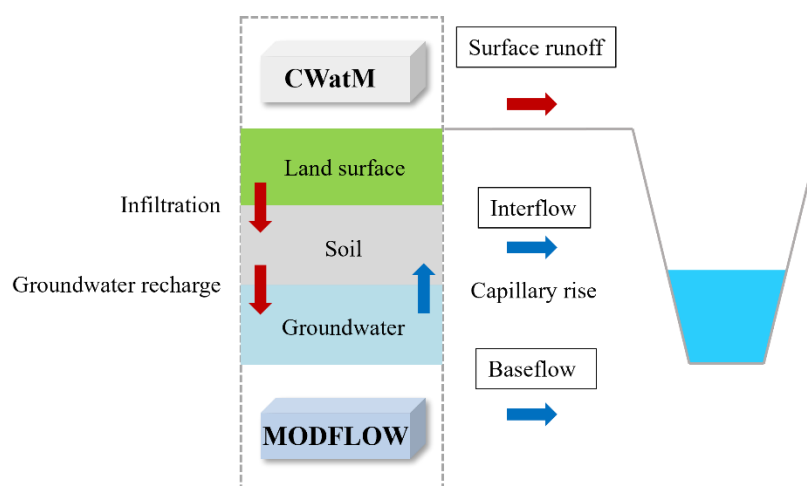 Surface runoff
CWatM
Land surface
Infiltration
Interflow
Soil
Groundwater recharge
Capillary rise
Groundwater
Baseflow
MODFLOW